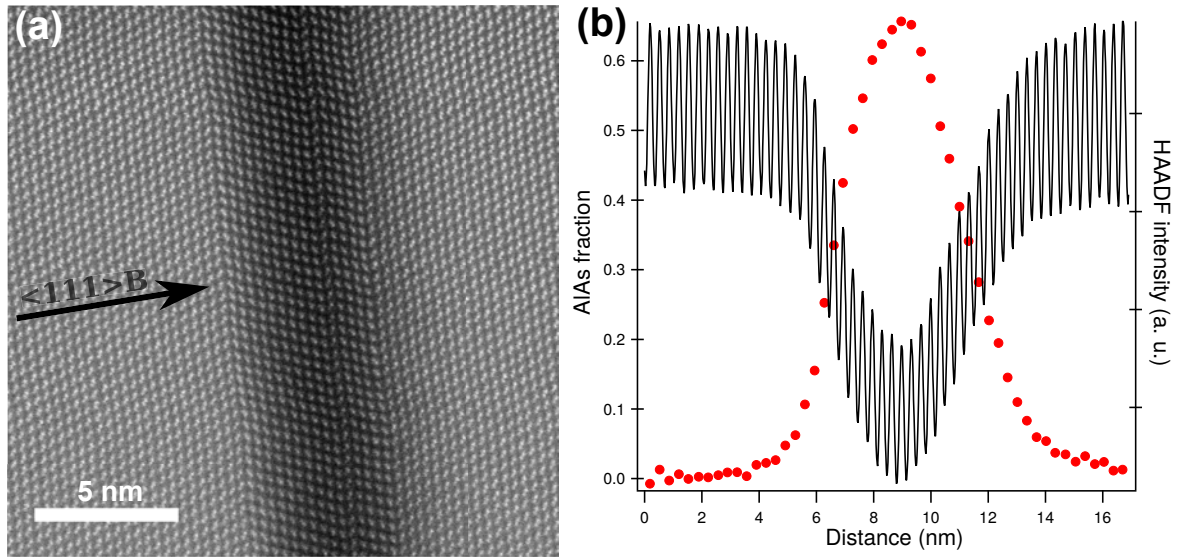 (a)
<111>B
5 nm
(b)
AlAs fraction
0.6
0.5
0.4
0.3
0.2
0.1
0.0
0
2
4
6
8
10
12
14
16
Distance (nm)
HAADF intensity (a. u.)